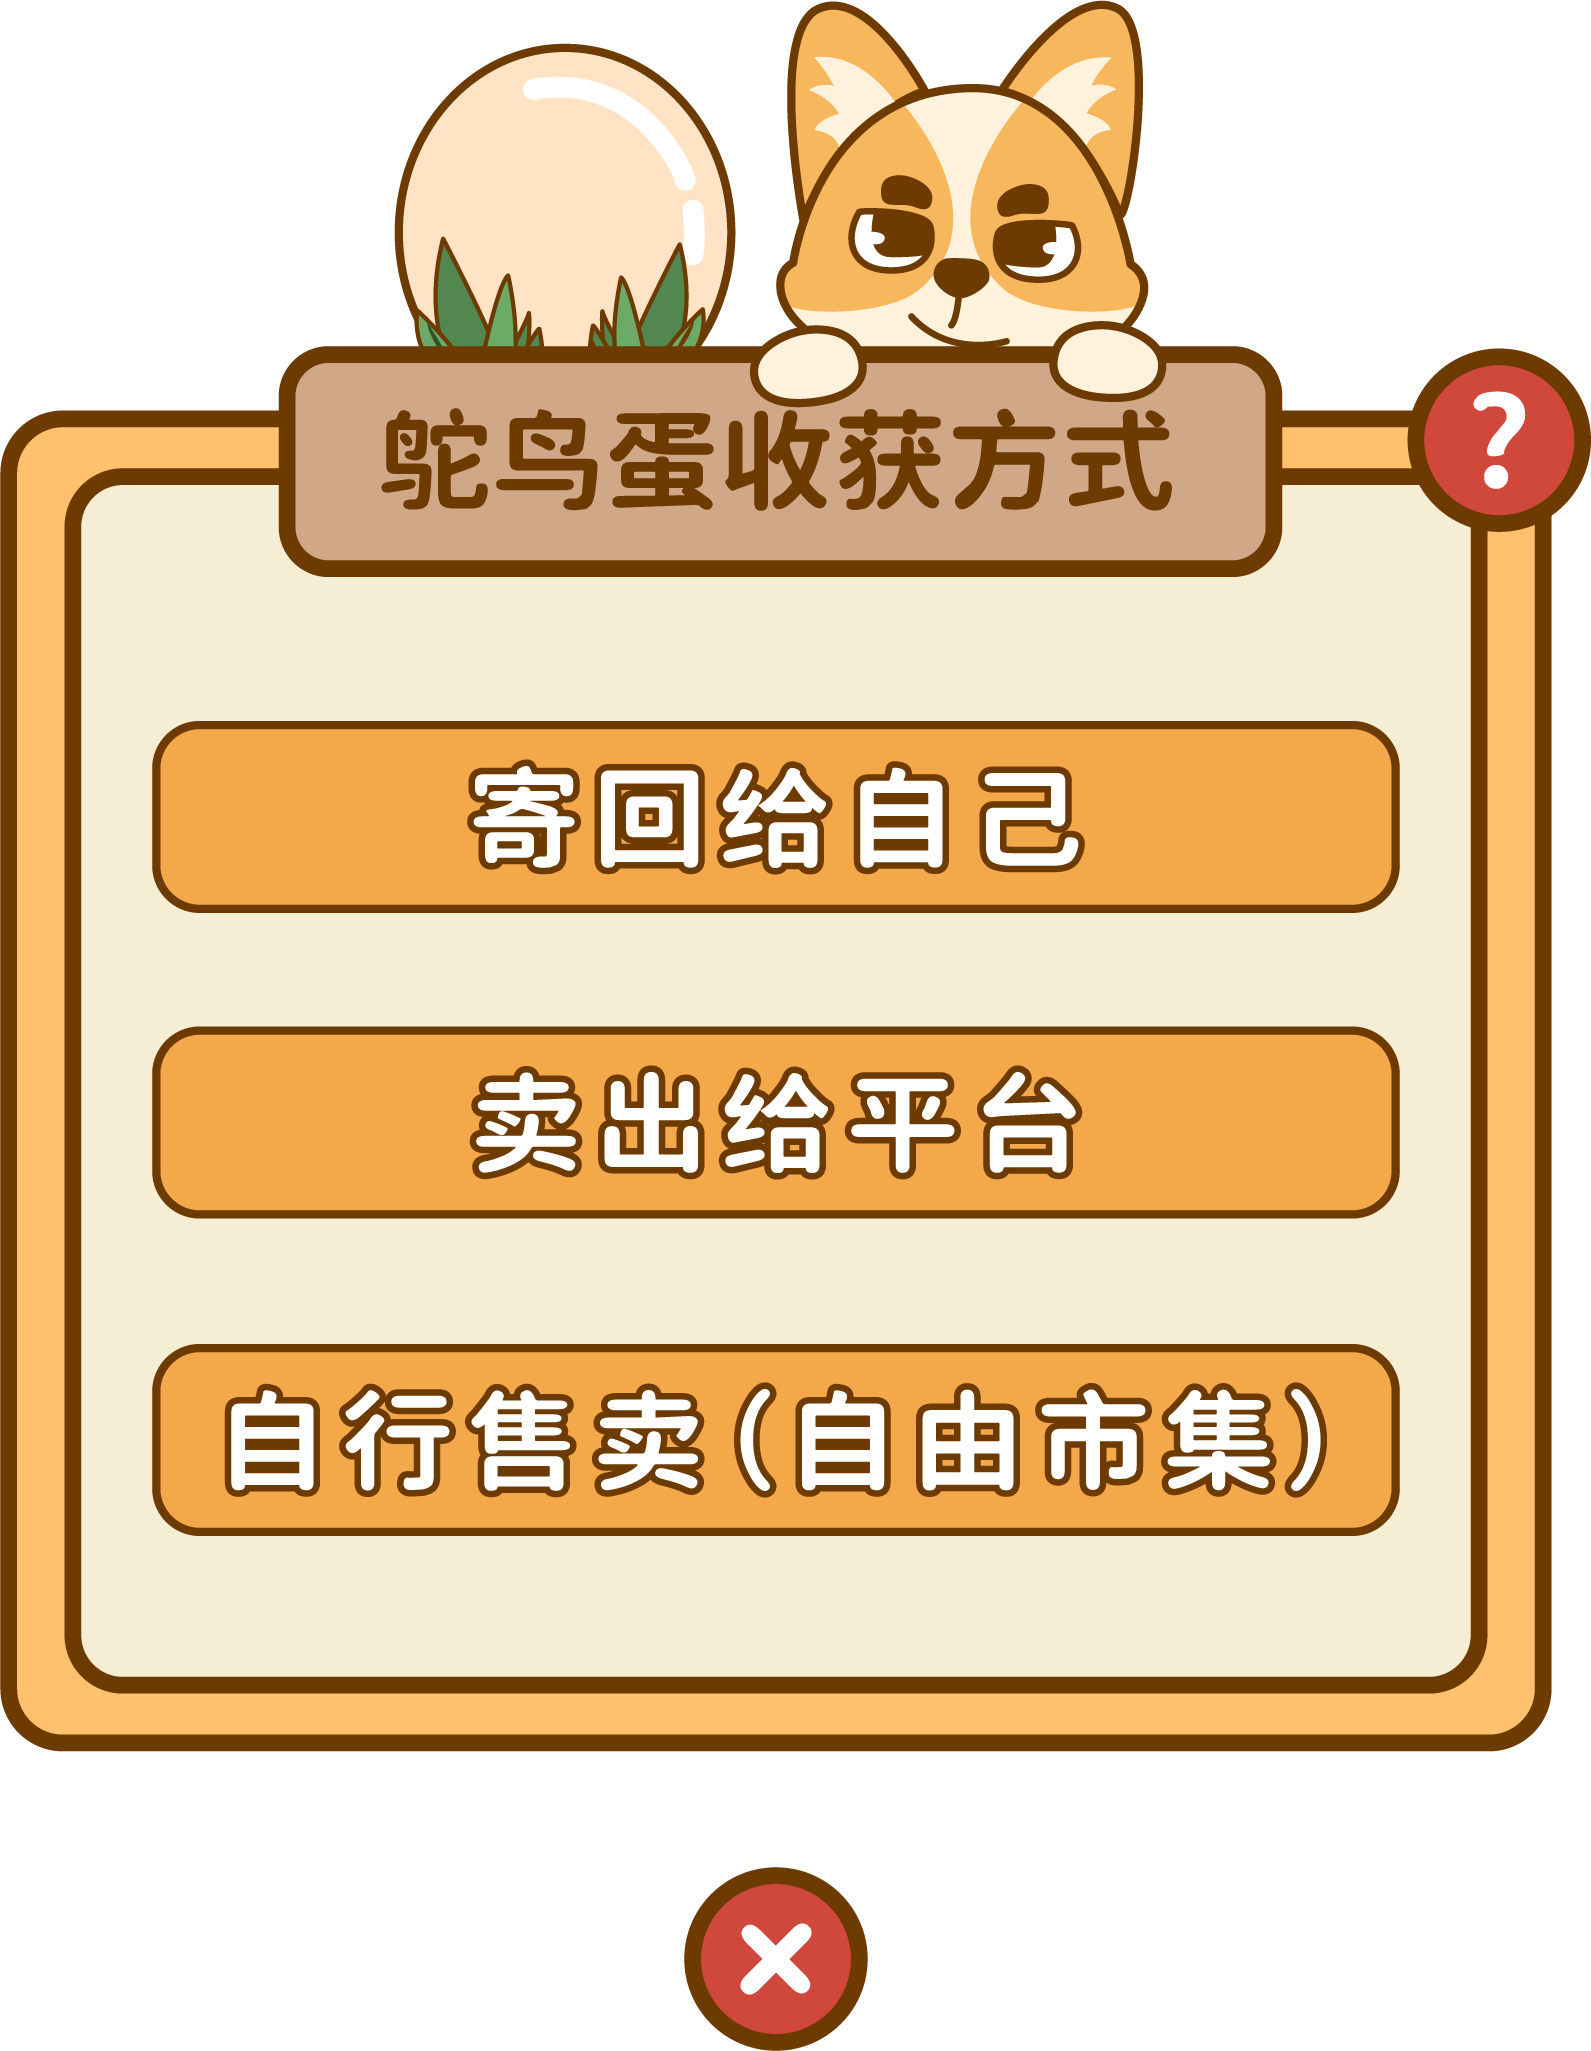 鸵鸟蛋收获方式
?
寄回给自己
卖出给平台
自行售卖(自由市集)